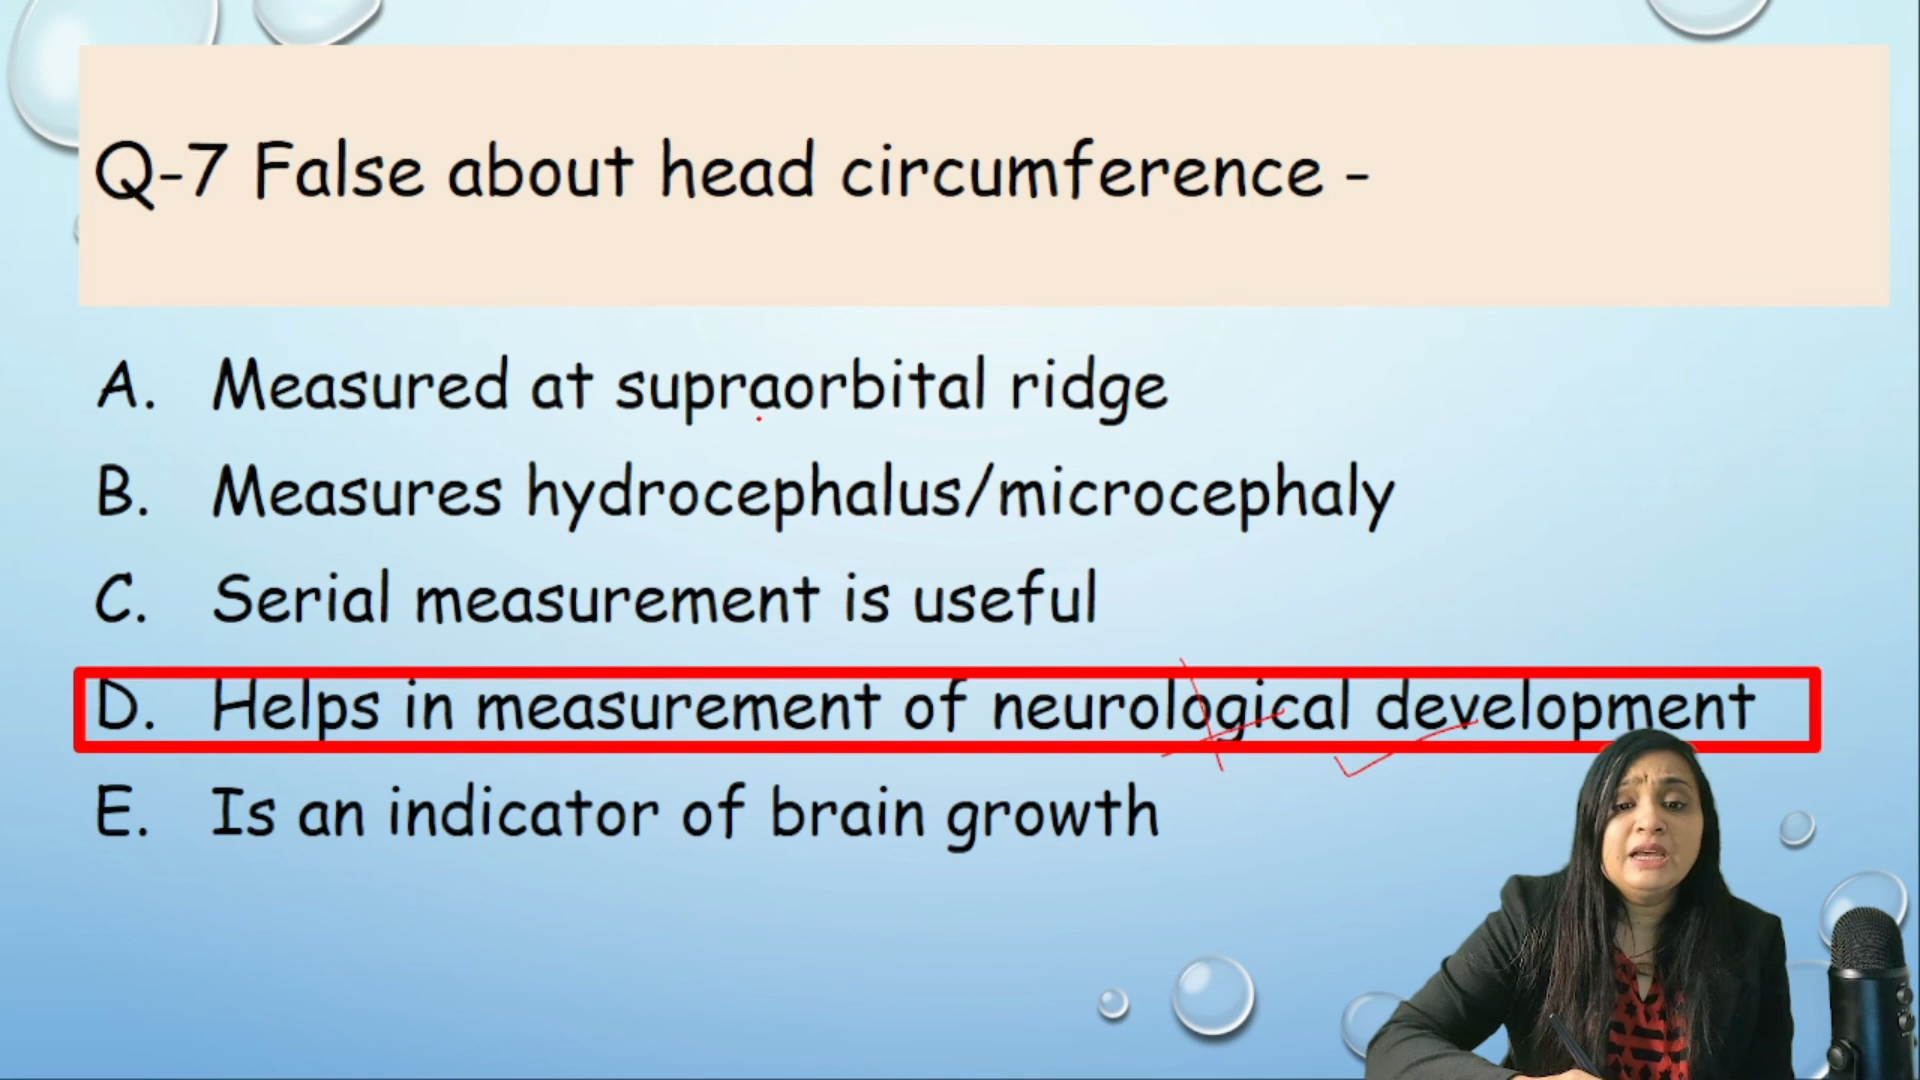 Q-7 False about head circumference -
A. Measured at supraorbital ridge
B. Measures hydrocephalus/microcephaly
C. Serial measurement is useful
D. Helps in measurement of neurological development
E. Is an indicator of brain growth